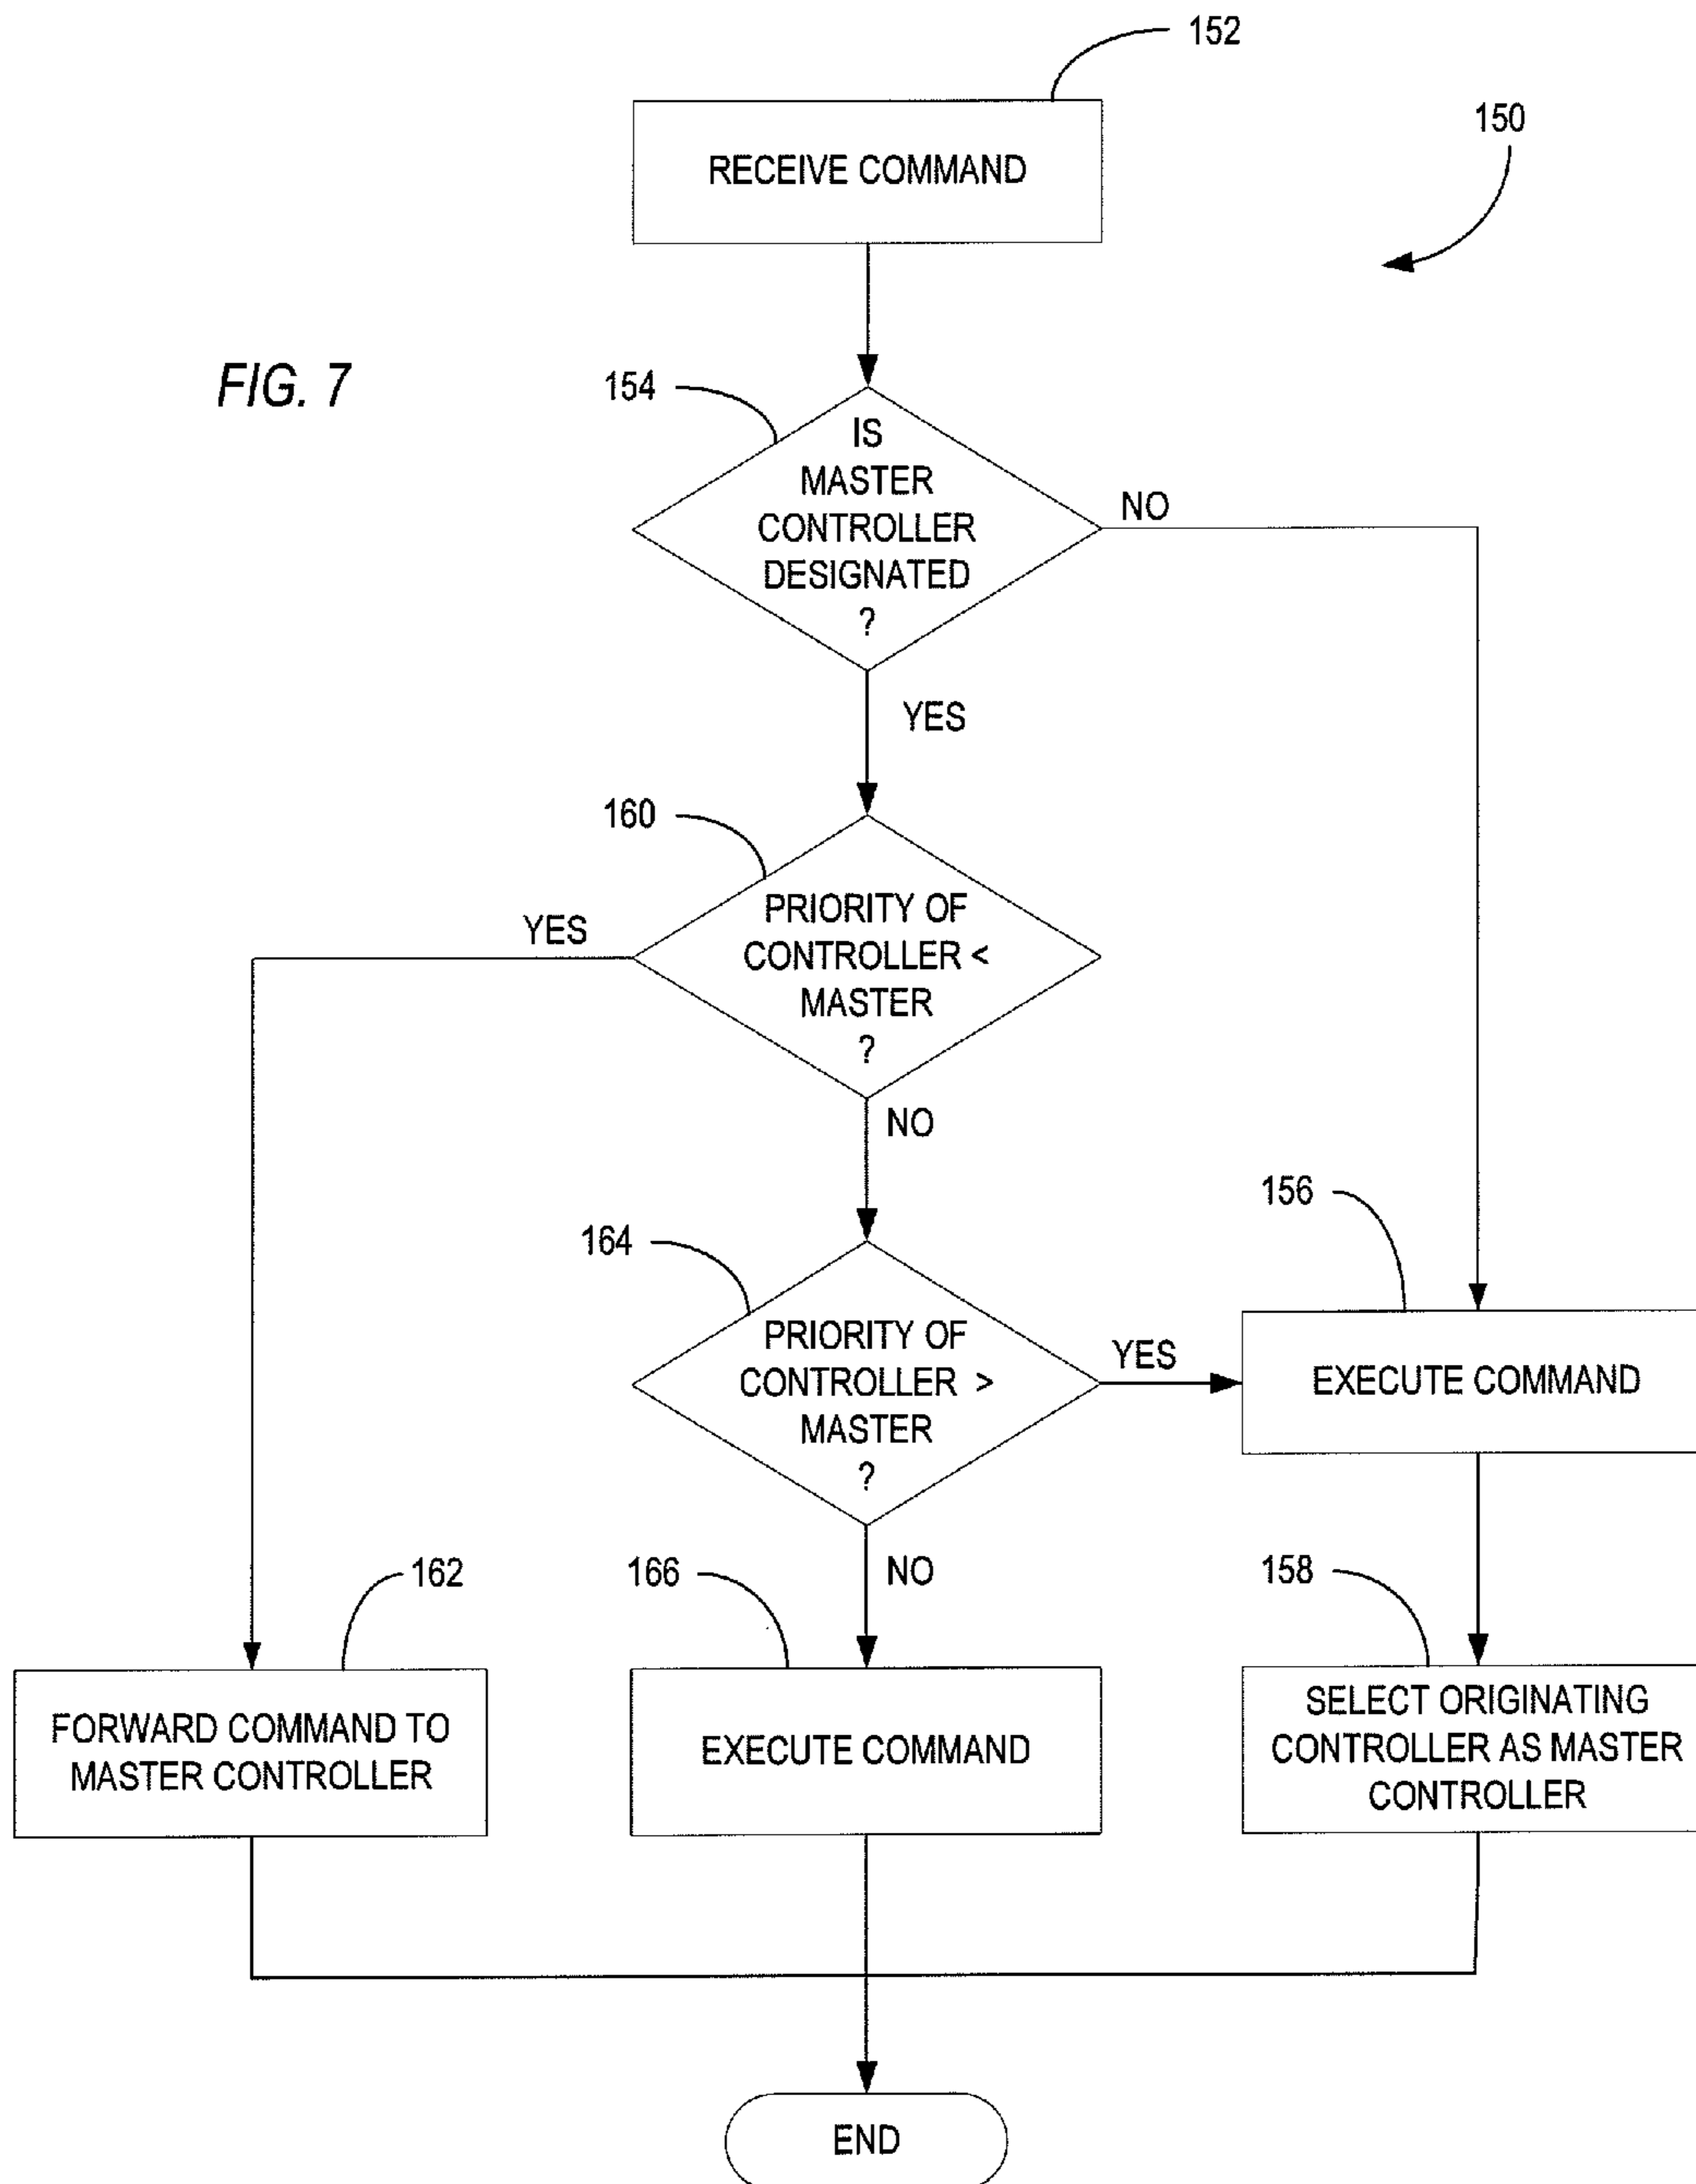 152
150
RECEIVE COMMAND
FIG. 7
154
IS
MASTER
CONTROLLER
DESIGNATED
?
NO
YES
160
PRIORITY OF
CONTROLLER <
MASTER
?
YES
NO
164
PRIORITY OF
CONTROLLER >
MASTER
?
YES
156
EXECUTE COMMAND
NO
162
166
158
FORWARD COMMAND TO
MASTER CONTROLLER
EXECUTE COMMAND
SELECT ORIGINATING
CONTROLLER AS MASTER
CONTROLLER
END